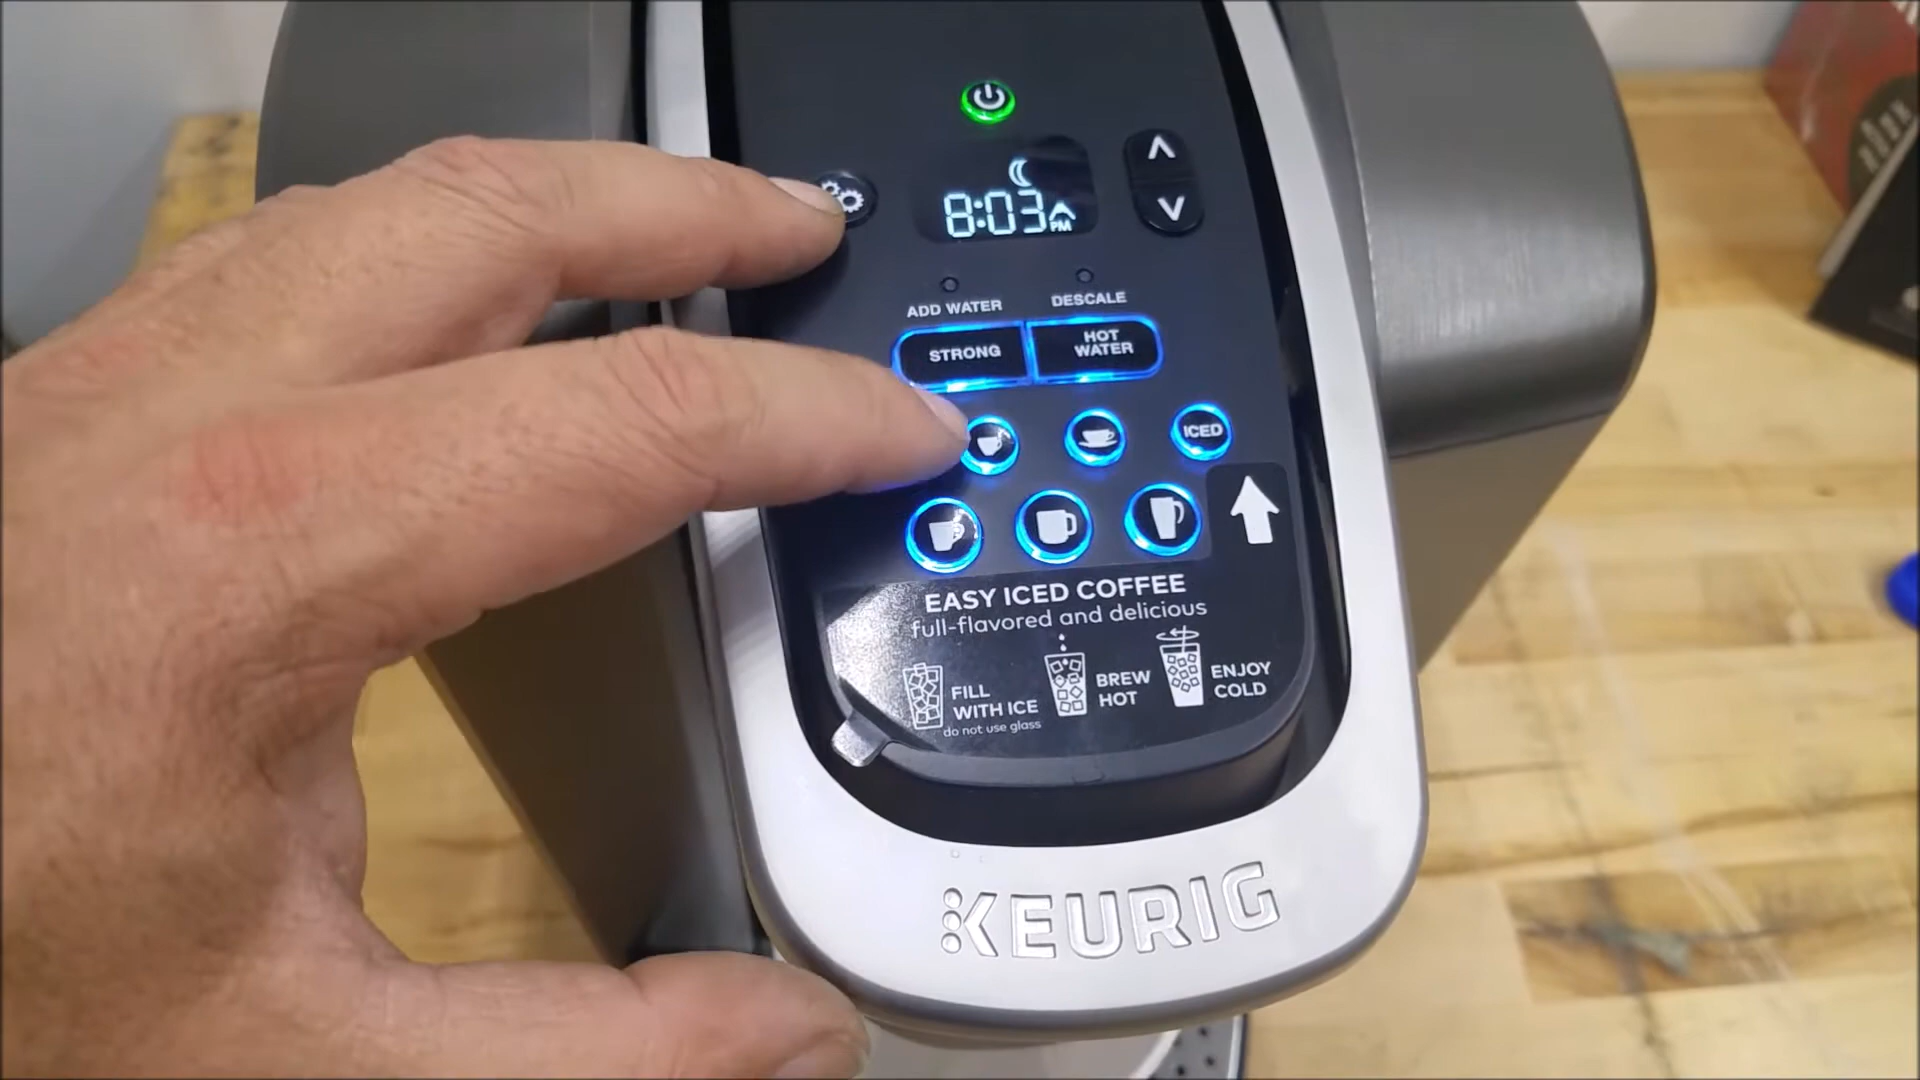 8:03 PM
ADD WATER
DESCALE
STRONG
HOT
WATER
ICED
EASY ICED COFFEE
full-flavored and delicious
FILL
WITH ICE
do not use glass
BREW
HOT
ENJOY
COLD
KEURIG